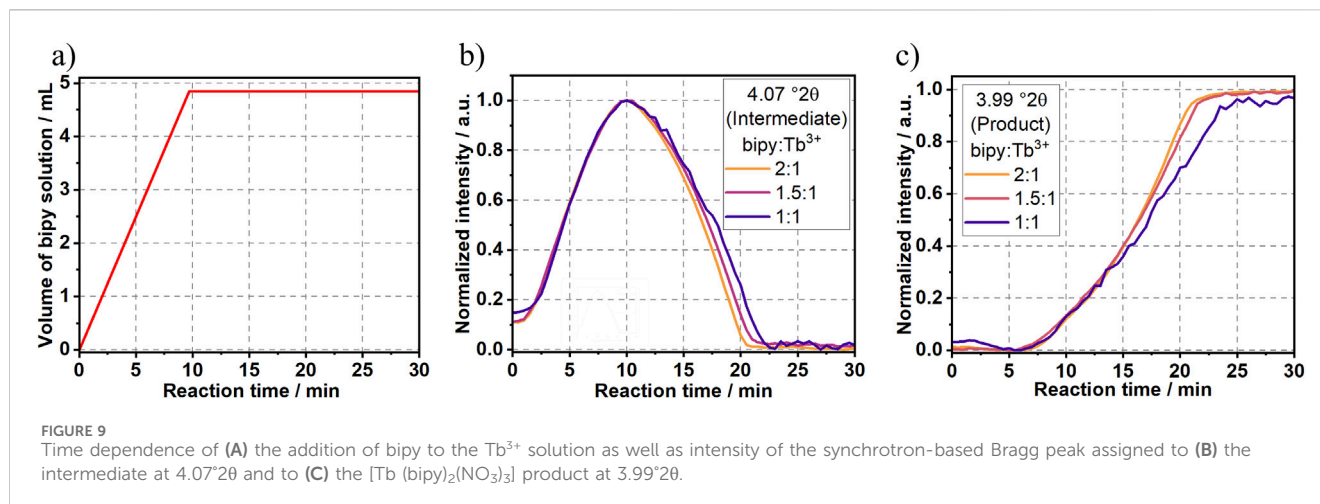 a)
Volume of bipy solution / mL
5
4
3
2
1
0
0 5 10 15 20 25 30
Reaction time / min
b)
Normalized intensity / a.u.
1.0
0.8
0.6
0.4
0.2
0.0
4.07 °2θ
(Intermediate)
bipy:Tb³⁺
2:1
1.5:1
1:1
0 5 10 15 20 25 30
Reaction time / min
c)
Normalized intensity / a.u.
1.0
0.8
0.6
0.4
0.2
0.0
3.99 °2θ
(Product)
bipy:Tb³⁺
2:1
1.5:1
1:1
0 5 10 15 20 25 30
Reaction time / min
FIGURE 9
Time dependence of (A) the addition of bipy to the Tb³⁺ solution as well as intensity of the synchrotron-based Bragg peak assigned to (B) the
intermediate at 4.07°2θ and to (C) the [Tb (bipy)₂(NO₃)₃] product at 3.99°2θ.